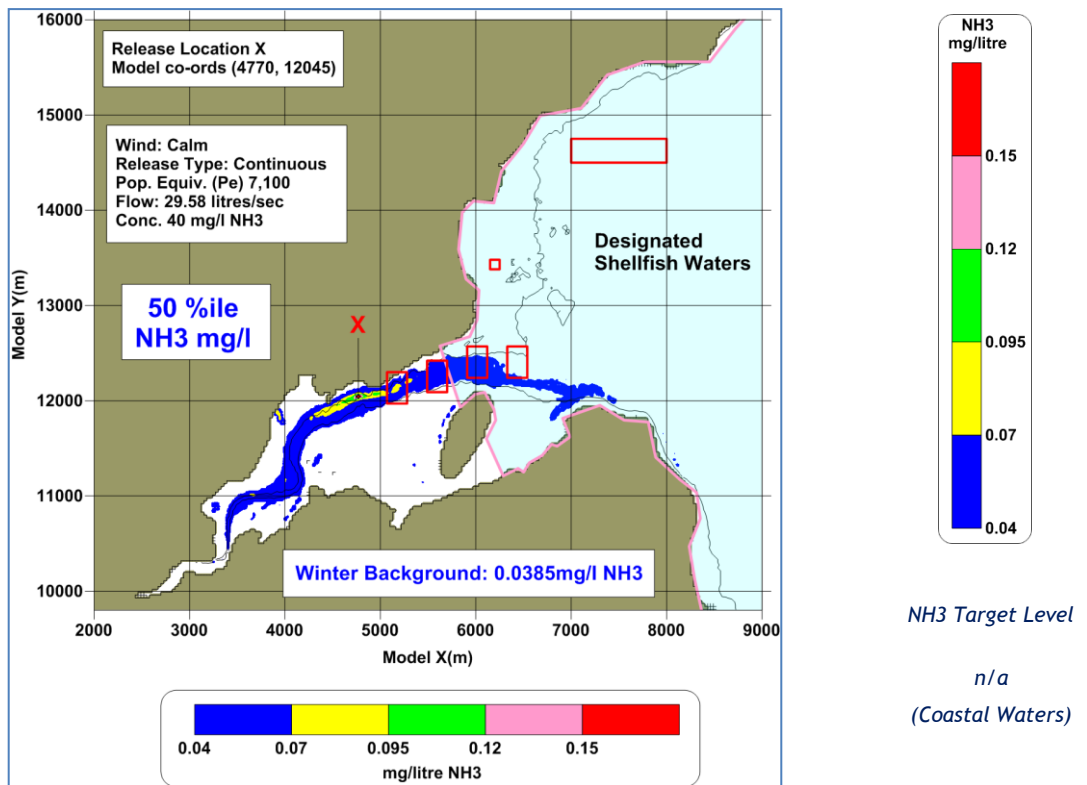 16000
15000
14000
13000
12000
11000
10000
Model Y(m)
Release Location X
Model co-ords (4770, 12045)
Wind: Calm
Release Type: Continuous
Pop. Equiv. (Pe) 7,100
Flow: 29.58 litres/sec
Conc. 40 mg/l NH3
50 %ile
NH3 mg/l
X
Designated
Shellfish Waters
Winter Background: 0.0385mg/l NH3
2000 3000 4000 5000 6000 7000 8000 9000
Model X(m)
0.04 0.07 0.095 0.12 0.15
mg/litre NH3
NH3
mg/litre
0.15
0.12
0.095
0.07
0.04
NH3 Target Level
n/a
(Coastal Waters)